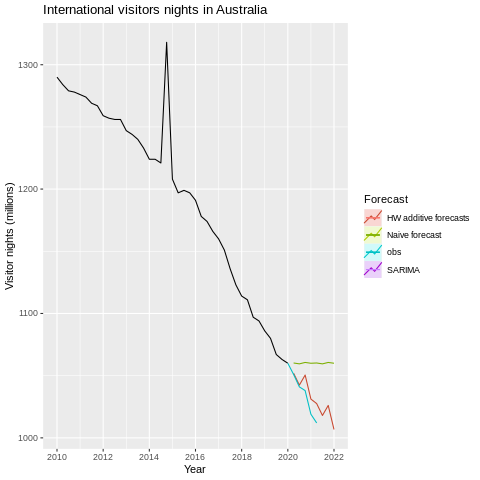 International visitors nights in Australia
Visitor nights (millions)
1300
1200
1100
1000
2010 2012 2014 2016 2018 2020 2022
Year
Forecast
HW additive forecasts
Naive forecast
obs
SARIMA